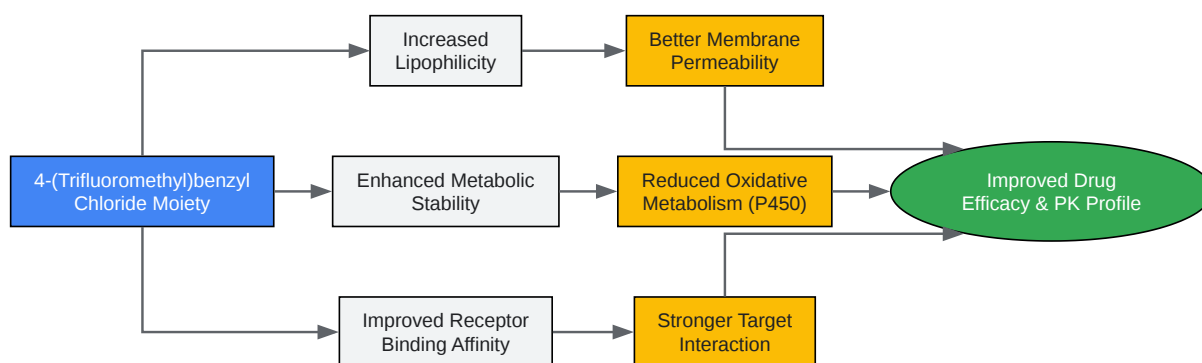 Increased
Lipophilicity
Better Membrane
Permeability
4-(Trifluoromethyl)benzyl
Chloride Moiety
Enhanced Metabolic
Stability
Reduced Oxidative
Metabolism (P450)
Improved Drug
Efficacy & PK Profile
Improved Receptor
Binding Affinity
Stronger Target
Interaction